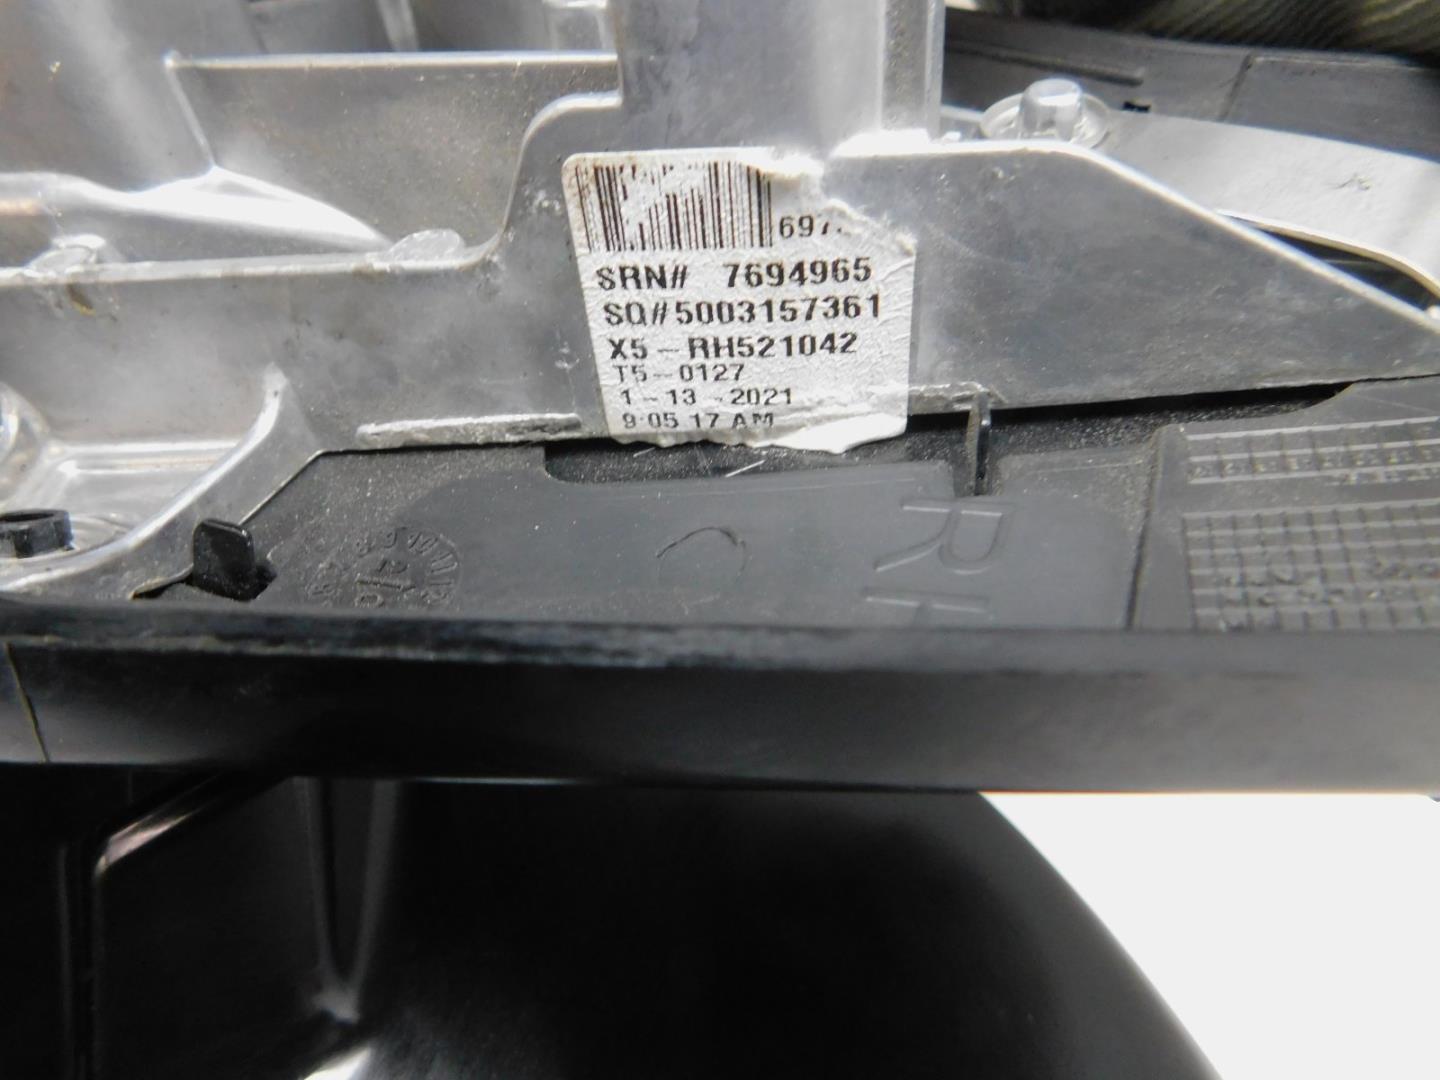 697
SRN# 7694965
SQ#5003157361
X5-RH521042
T5-0127
1-13-2021
9:05 17 AM
RH